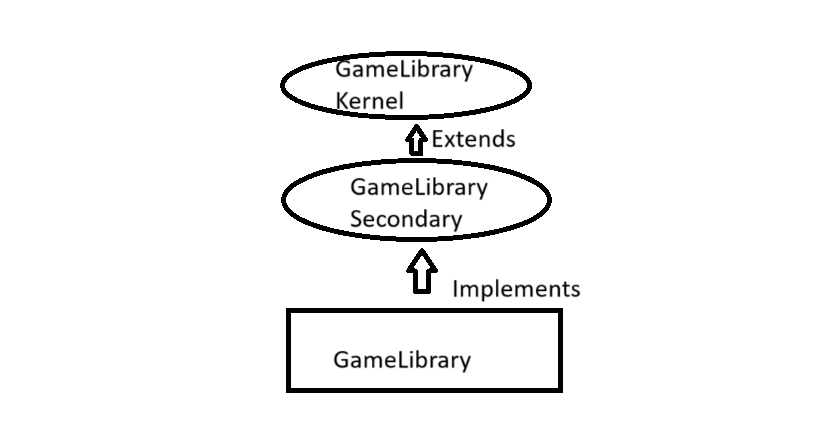 GameLibrary
Kernel
Extends
GameLibrary
Secondary
Implements
GameLibrary